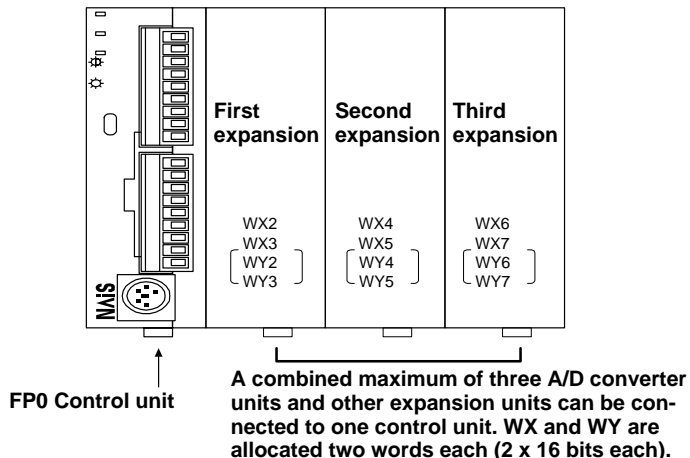 First
expansion
Second
expansion
Third
expansion
WX2
WX3
WY2
WY3
WX4
WX5
WY4
WY5
WX6
WX7
WY6
WY7
NAiS
FP0 Control unit
A combined maximum of three A/D converter
units and other expansion units can be con-
nected to one control unit. WX and WY are
allocated two words each (2 x 16 bits each).